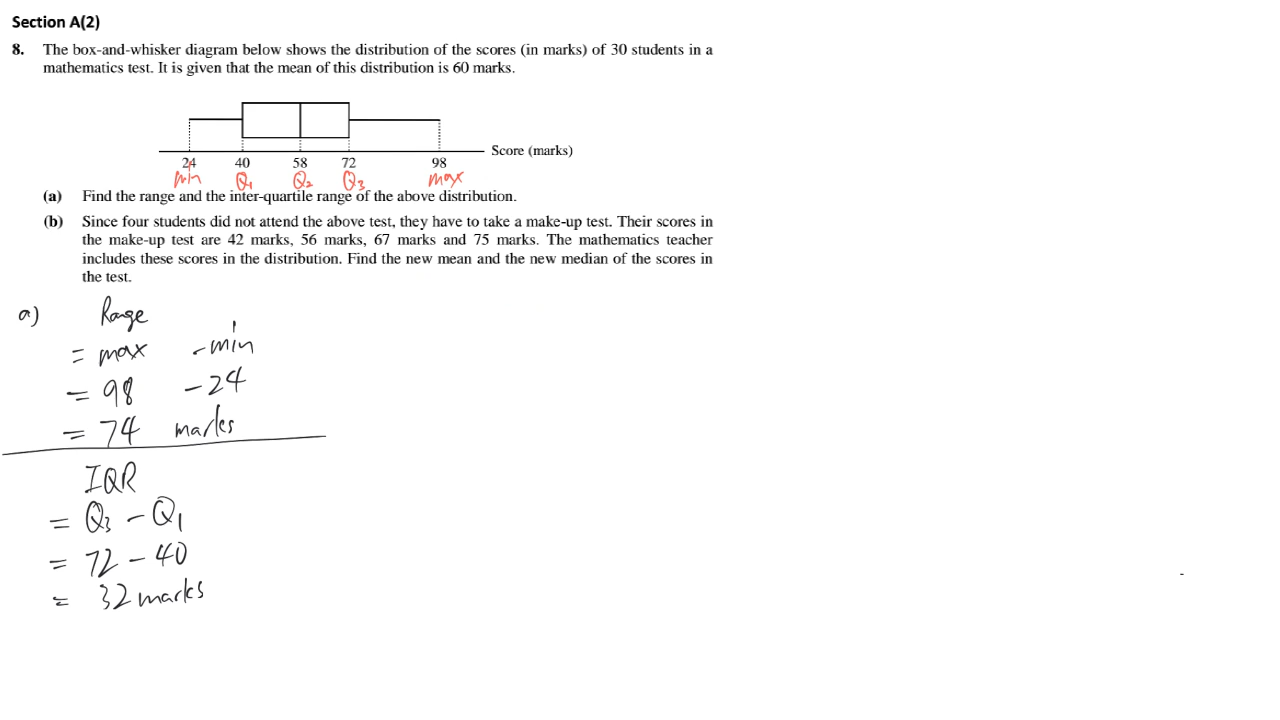 Section A(2)
8. The box-and-whisker diagram below shows the distribution of the scores (in marks) of 30 students in a
mathematics test. It is given that the mean of this distribution is 60 marks.
Score (marks)
24 40 58 72 98
min Q₁ Q₂ Q₃ max
(a) Find the range and the inter-quartile range of the above distribution.
(b) Since four students did not attend the above test, they have to take a make-up test. Their scores in
the make-up test are 42 marks, 56 marks, 67 marks and 75 marks. The mathematics teacher
includes these scores in the distribution. Find the new mean and the new median of the scores in
the test.
a) Range
= max - min
= 98 - 24
= 74 marks
IQR
= Q₃ - Q₁
= 72 - 40
= 32 marks